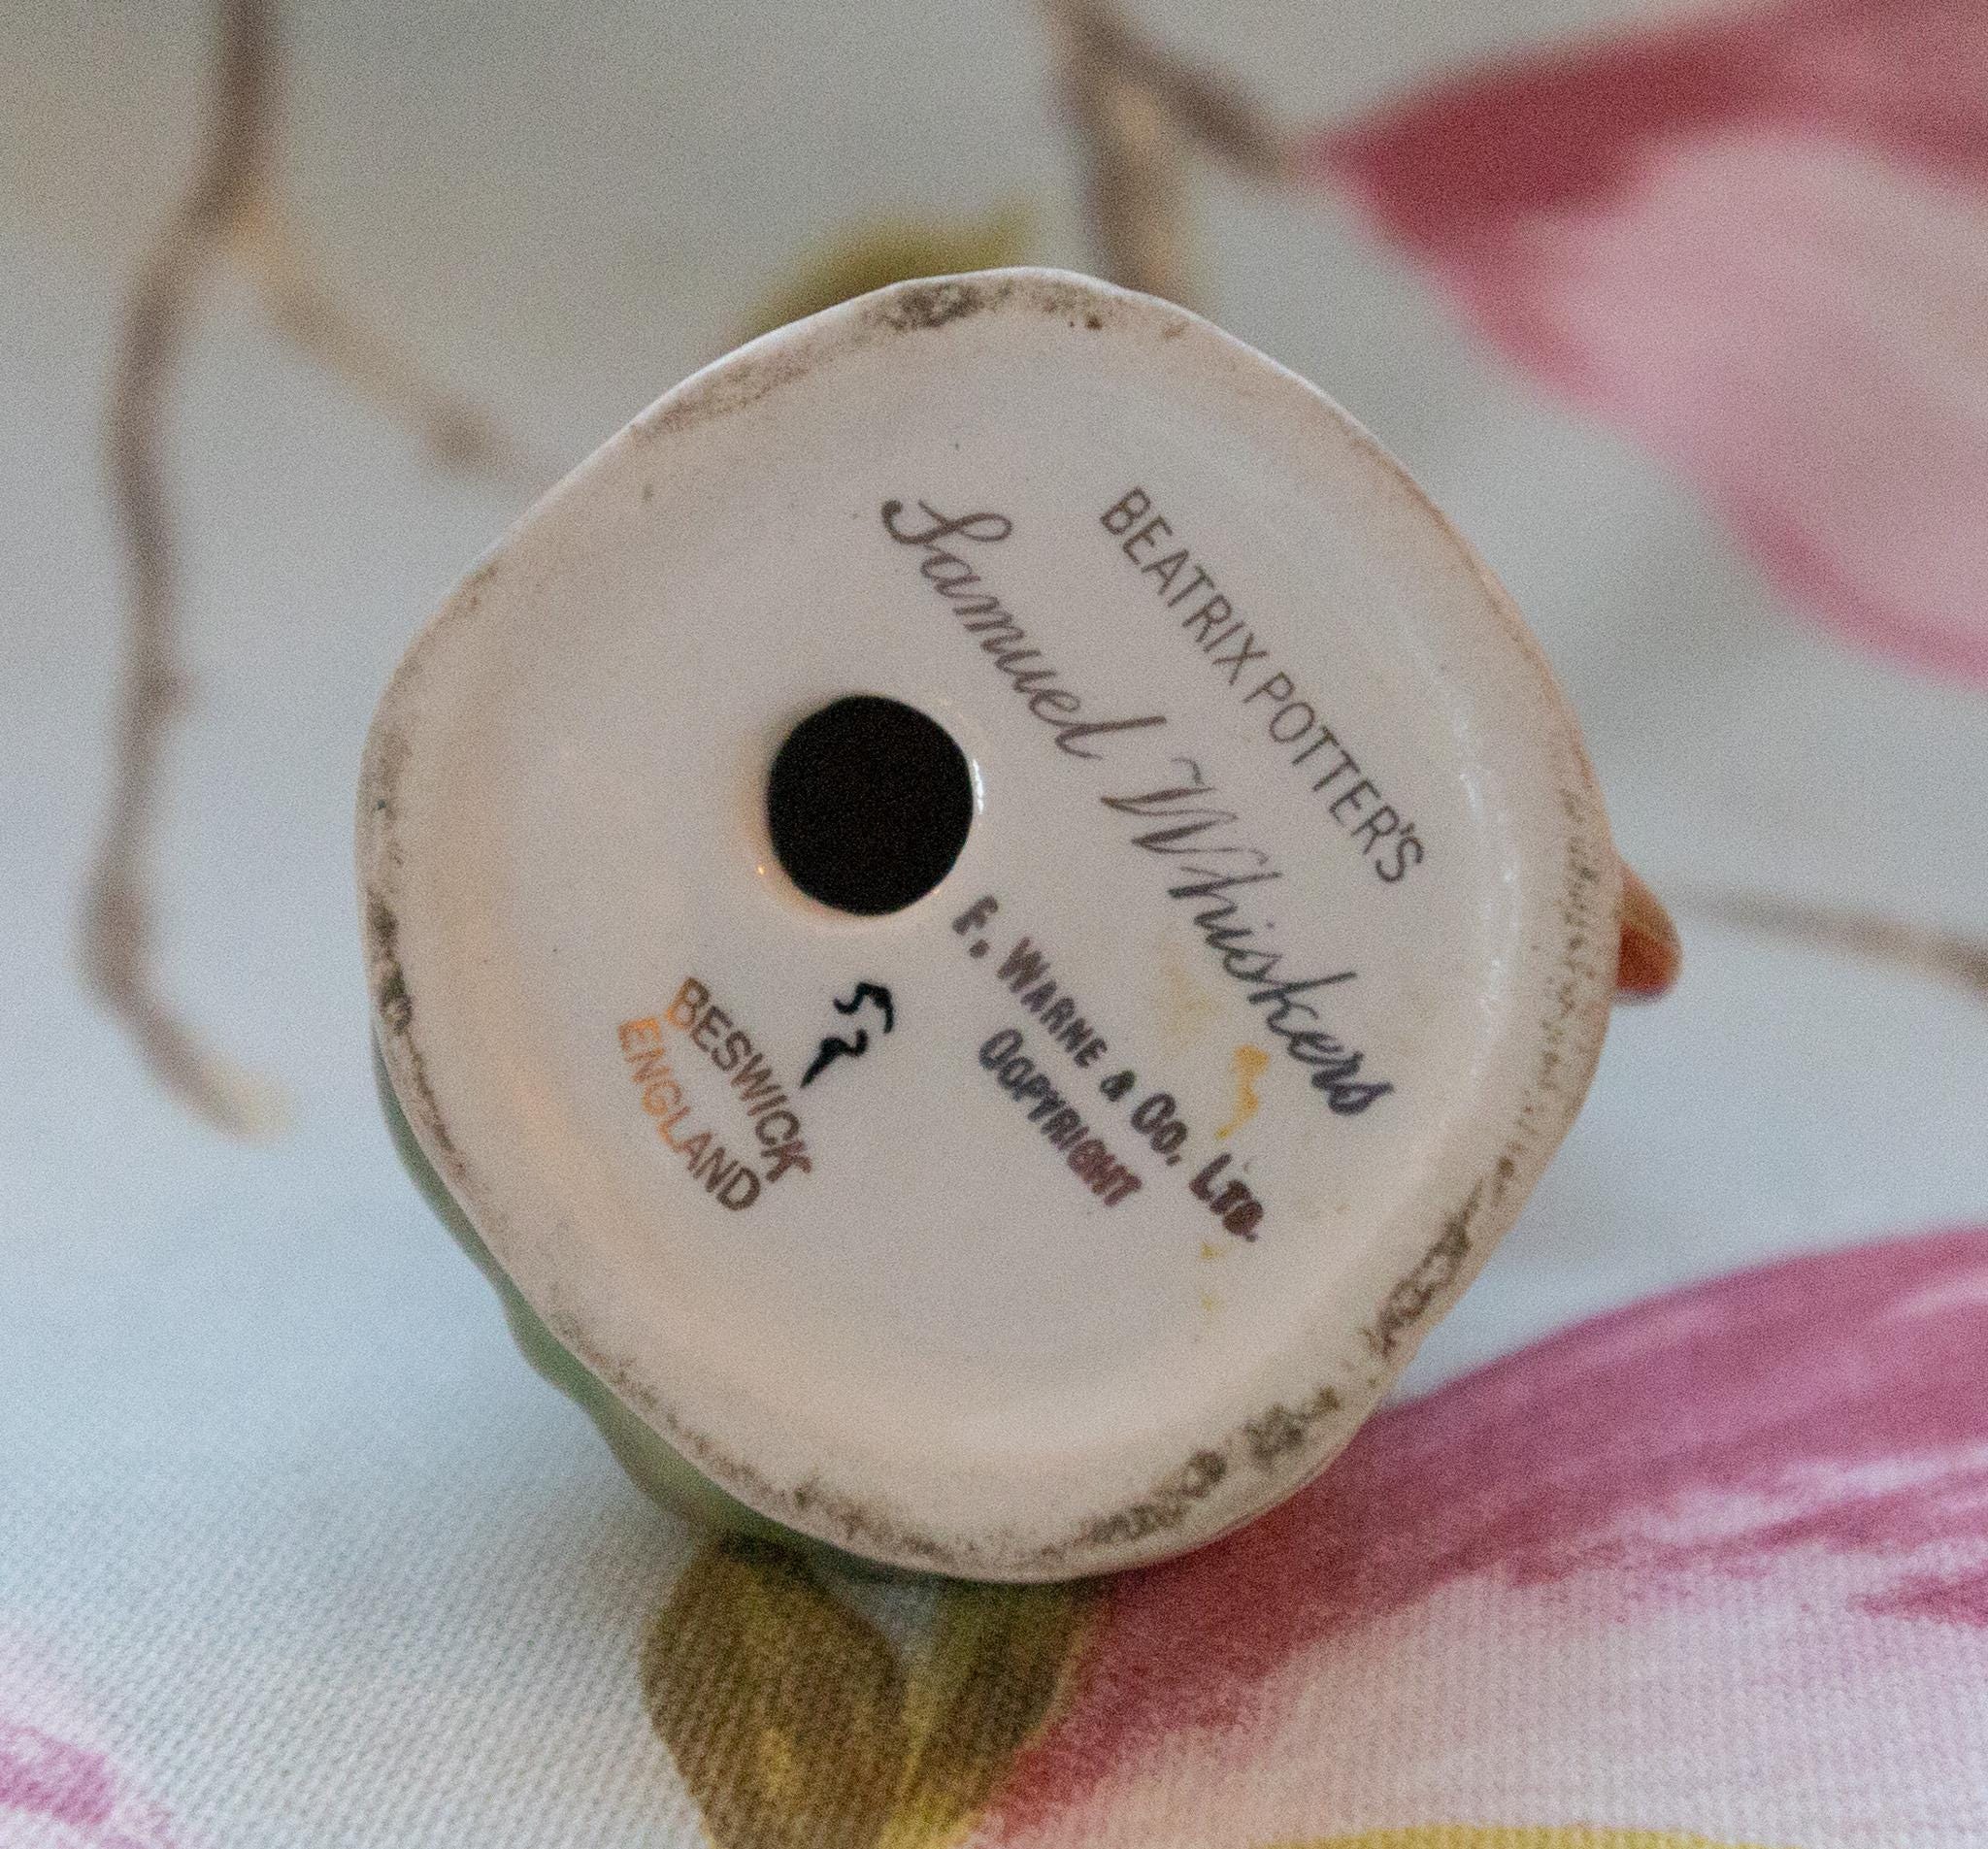 BEATRIX POTTER'S
Samuel Whiskers
F. WARNE & CO. LTD.
COPYRIGHT
BESWICK
ENGLAND